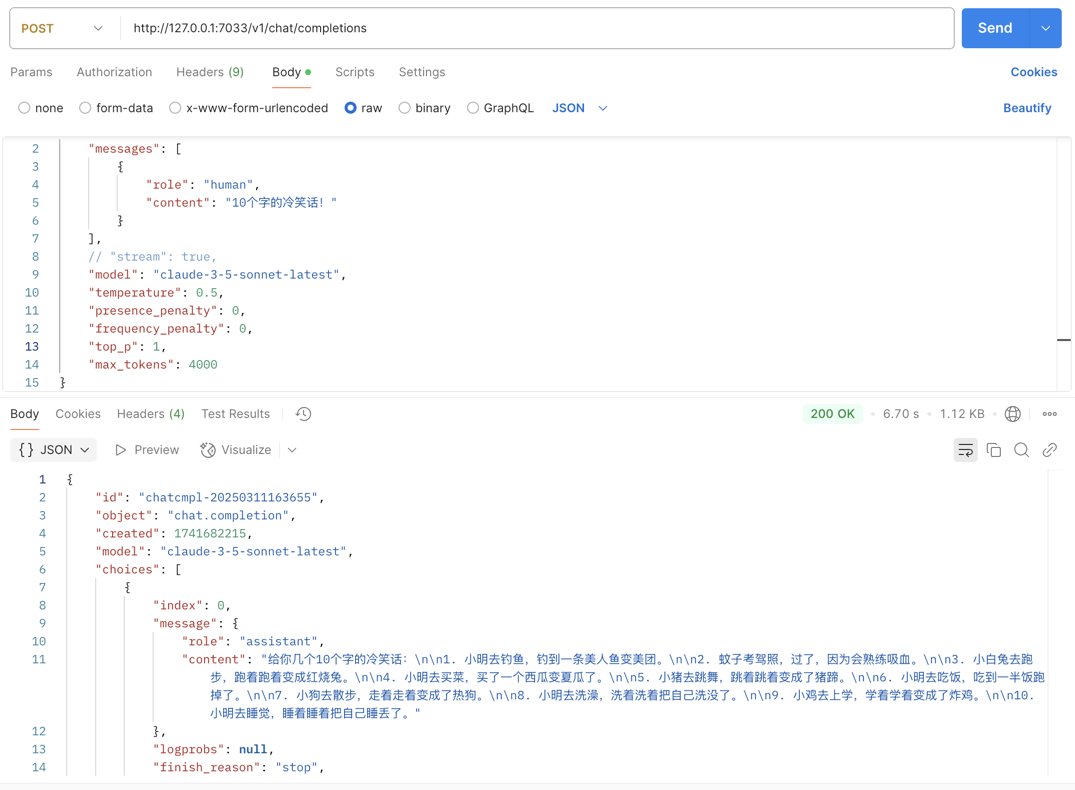 POST http://127.0.0.1:7033/v1/chat/completions Send
Params Authorization Headers (9) Body Scripts Settings Cookies
none form-data x-www-form-urlencoded raw binary GraphQL JSON Beautify
2 "messages": [
3 {
4 "role": "human",
5 "content": "10个字的冷笑话！"
6 }
7 ],
8 // "stream": true,
9 "model": "claude-3-5-sonnet-latest",
10 "temperature": 0.5,
11 "presence_penalty": 0,
12 "frequency_penalty": 0,
13 "top_p": 1,
14 "max_tokens": 4000
15 }
Body Cookies Headers (4) Test Results 200 OK • 6.70 s • 1.12 KB •
{} JSON Preview Visualize
1 {
2 "id": "chatcmpl-20250311163655",
3 "object": "chat.completion",
4 "created": 1741682215,
5 "model": "claude-3-5-sonnet-latest",
6 "choices": [
7 {
8 "index": 0,
9 "message": {
10 "role": "assistant",
11 "content": "给你几个10个字的冷笑话：\n\n1. 小明去钓鱼，钓到一条美人鱼变美团。\n\n2. 蚊子考驾照，过了，因为会熟练吸血。\n\n3. 小白兔去跑
步，跑着跑着变成红烧兔。\n\n4. 小明去买菜，买了一个西瓜变夏瓜了。\n\n5. 小猪去跳舞，跳着跳着变成了猪蹄。\n\n6. 小明去吃饭，吃到一半饭跑
掉了。\n\n7. 小狗去散步，走着走着变成了热狗。\n\n8. 小明去洗澡，洗着洗着把自己洗没了。\n\n9. 小鸡去上学，学着学着变成了炸鸡。\n\n10.
小明去睡觉，睡着睡着把自己睡丢了。"
12 },
13 "logprobs": null,
14 "finish_reason": "stop",